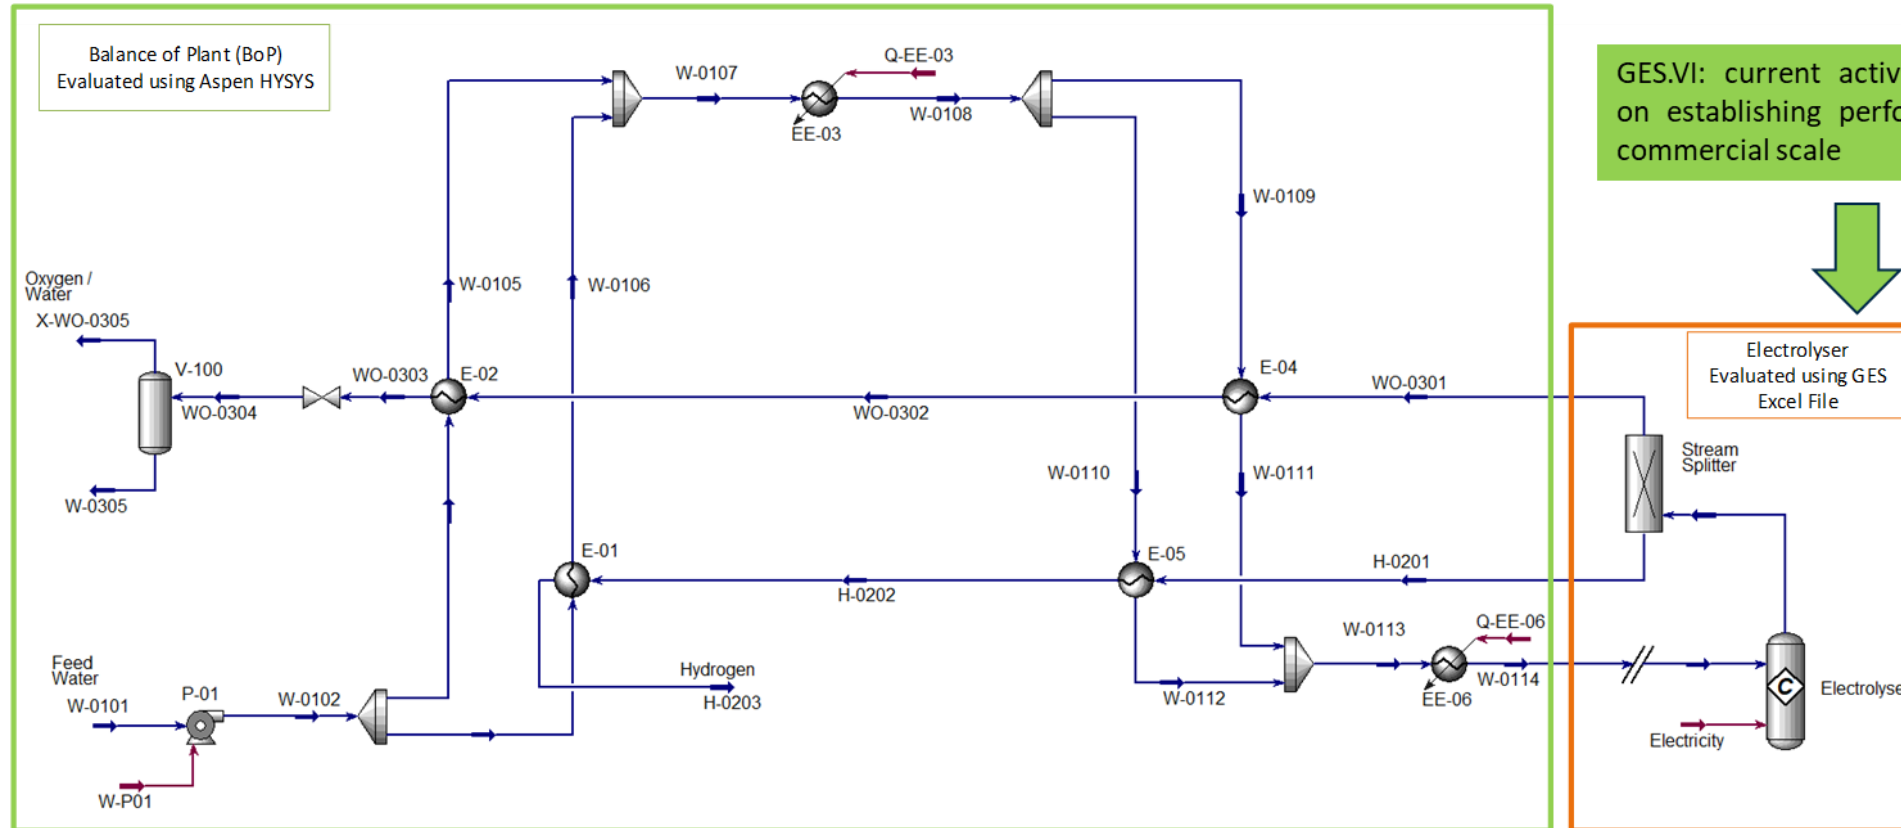 Balance of Plant (BoP)
Evaluated using Aspen HYSYS
Q-EE-03
W-0107
W-0108
EE-03
GES.VI: current activ
on establishing perfo
commercial scale
W-0109
Oxygen /
Water
X-WO-0305
W-0105
W-0106
V-100
WO-0303
E-02
E-04
WO-0301
WO-0304
WO-0302
Electrolyser
Evaluated using GES
Excel File
W-0305
W-0110
W-0111
Stream
Splitter
E-01
E-05
H-0201
H-0202
Feed
Water
W-0101
P-01
W-0102
Hydrogen
H-0203
W-0113
Q-EE-06
W-0112
EE-06
W-0114
C
Electrolyse
Electricity
W-P01